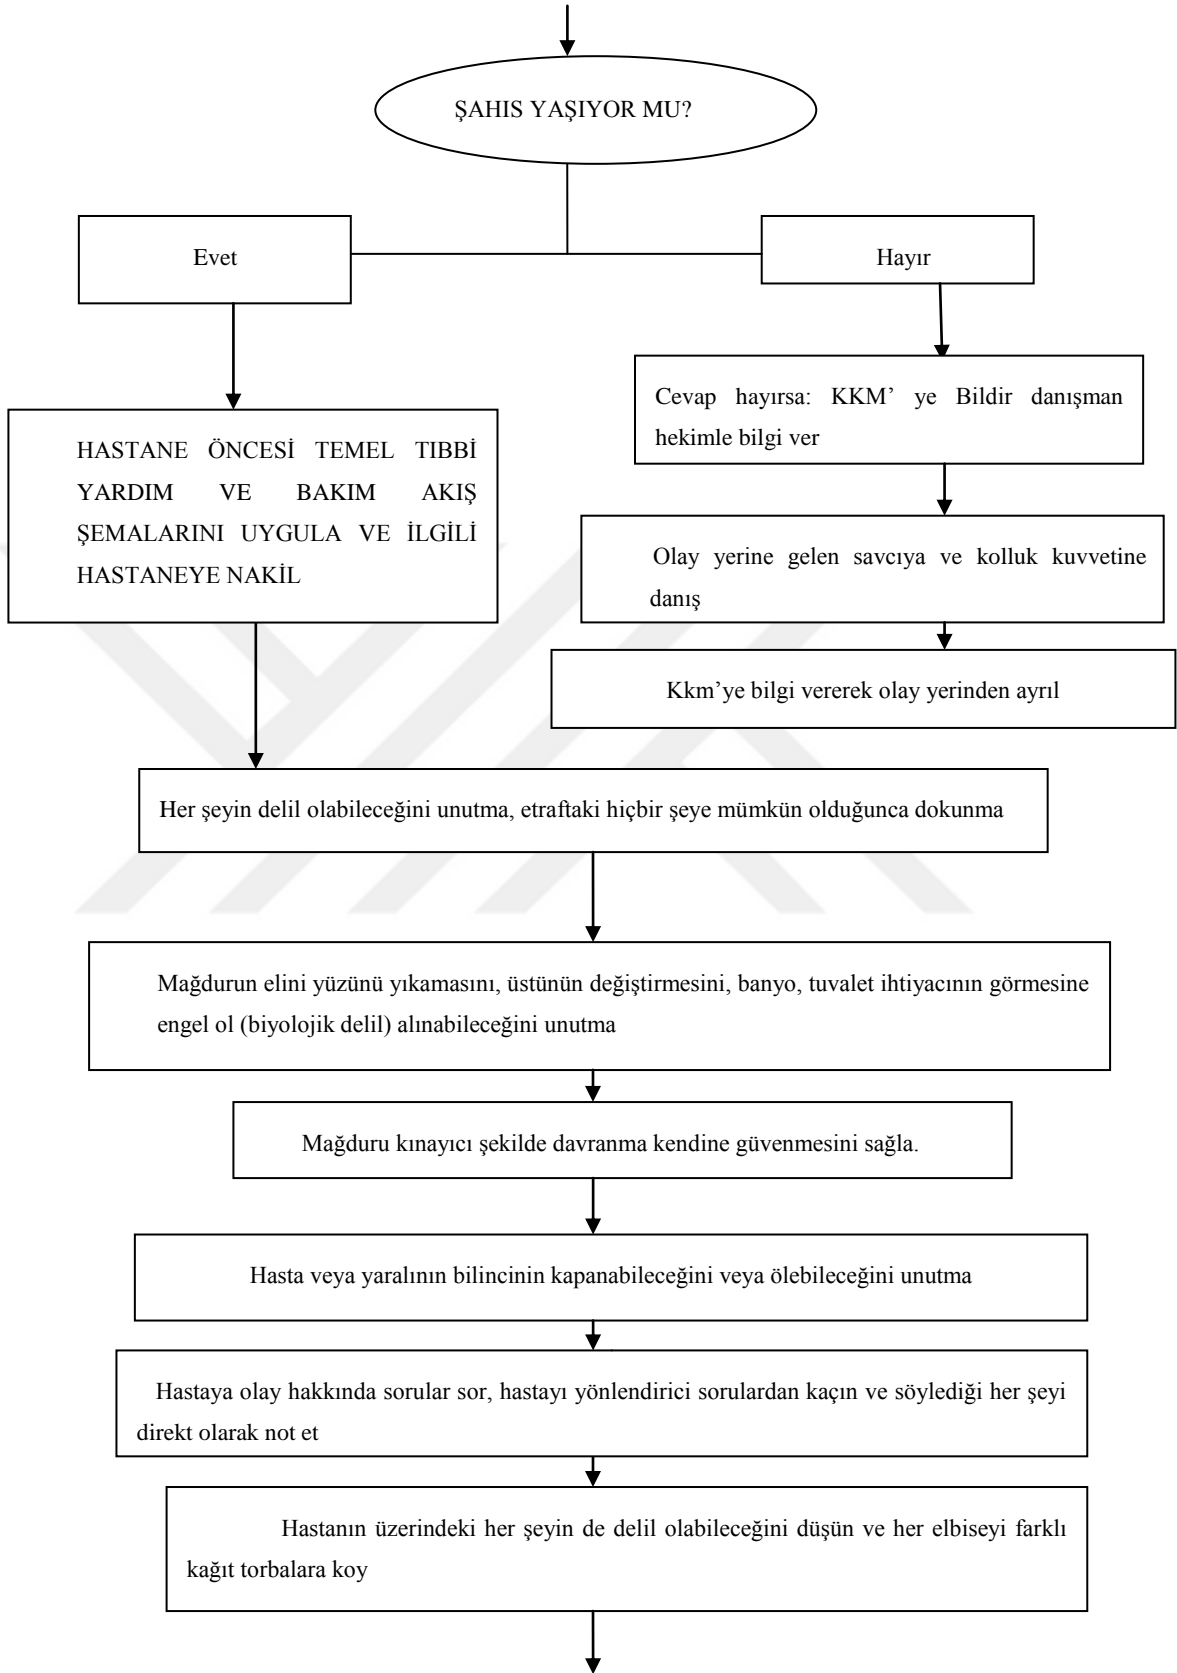 ŞAHIS YAŞIYOR MU?
Evet
Hayır
Cevap hayırsa: KKM’ ye Bildir danışman
hekimle bilgi ver
HASTANE ÖNCESİ TEMEL TIBBİ
YARDIM VE BAKIM AKIŞ
ŞEMALARINI UYGULA VE İLGİLİ
HASTANEYE NAKİL
Olay yerine gelen savcıya ve kolluk kuvvetine
danış
Kkm’ye bilgi vererek olay yerinden ayrıl
Her şeyin delil olabileceğini unutma, etraftaki hiçbir şeye mümkün olduğunca dokunma
Mağdurun elini yüzünü yıkamasını, üstünün değiştirmesini, banyo, tuvalet ihtiyacının görmesine
engel ol (biyolojik delil) alınabileceğini unutma
Mağduru kınayıcı şekilde davranma kendine güvenmesini sağla.
Hasta veya yaralının bilincinin kapanabileceğini veya ölebileceğini unutma
Hastaya olay hakkında sorular sor, hastayı yönlendirici sorulardan kaçın ve söylediği her şeyi
direkt olarak not et
Hastanın üzerindeki her şeyin de delil olabileceğini düşün ve her elbiseyi farklı
kağıt torbalara koy